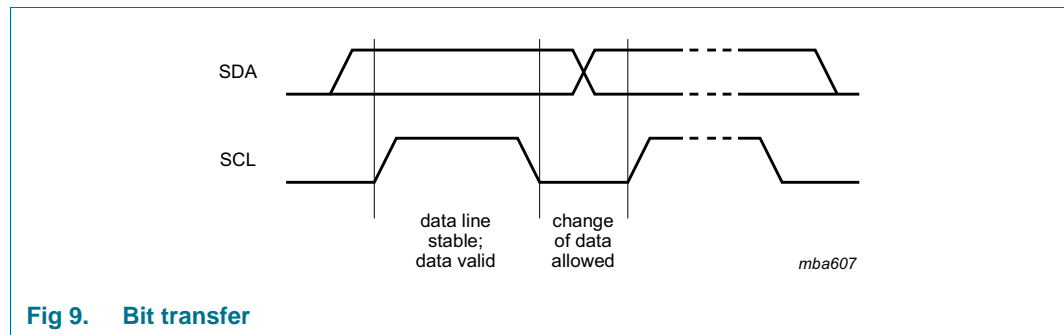 SDA
SCL
data line
stable;
data valid
change
of data
allowed
mba607
Fig 9. Bit transfer